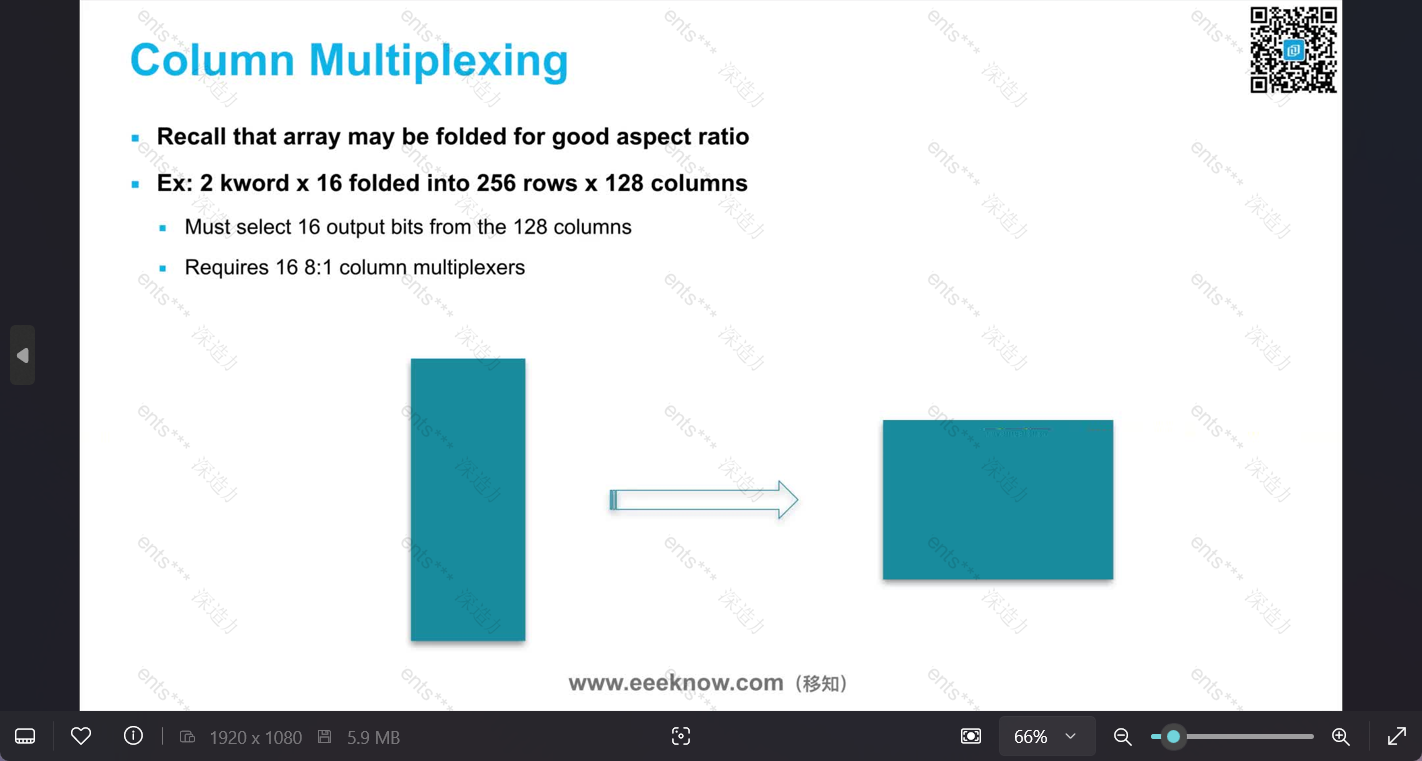 Column Multiplexing
Recall that array may be folded for good aspect ratio
Ex: 2 kword x 16 folded into 256 rows x 128 columns
Must select 16 output bits from the 128 columns
Requires 16 8:1 column multiplexers
www.eeeknow.com（移知）
ents*** 深造力
1920 x 1080
5.9 MB
66%